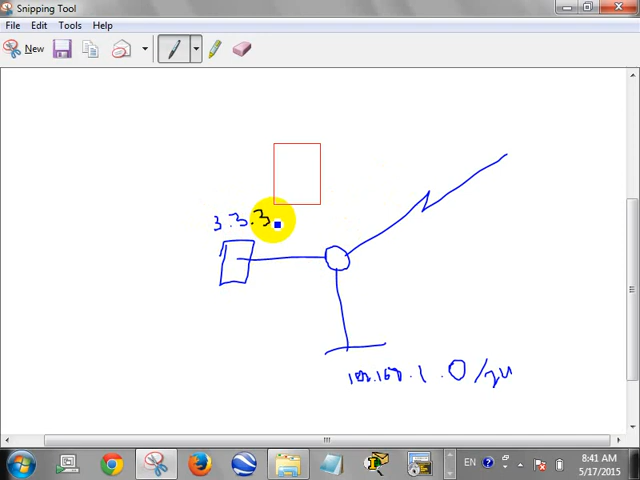 Snipping Tool
File Edit Tools Help
New
3.3.3
192.168.1.0/24
EN
8:41 AM
5/17/2015